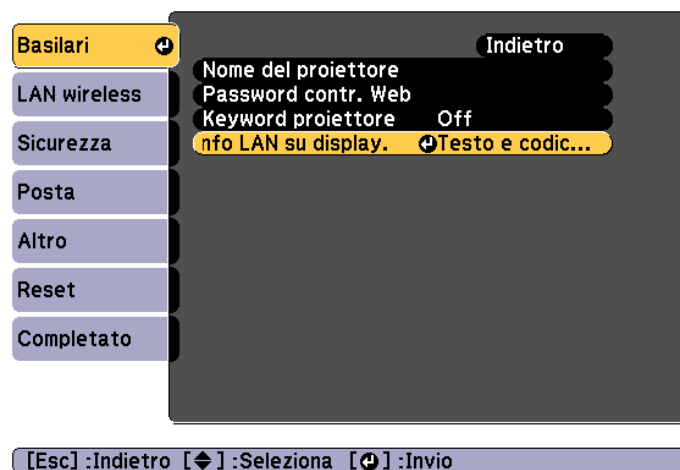 Basilari
Indietro
Nome del proiettore
LAN wireless
Password contr. Web
Keyword proiettore Off
Sicurezza
nfo LAN su display. Testo e codic...
Posta
Altro
Reset
Completato
[Esc] :Indietro [◆] :Seleziona [↵] :Invio